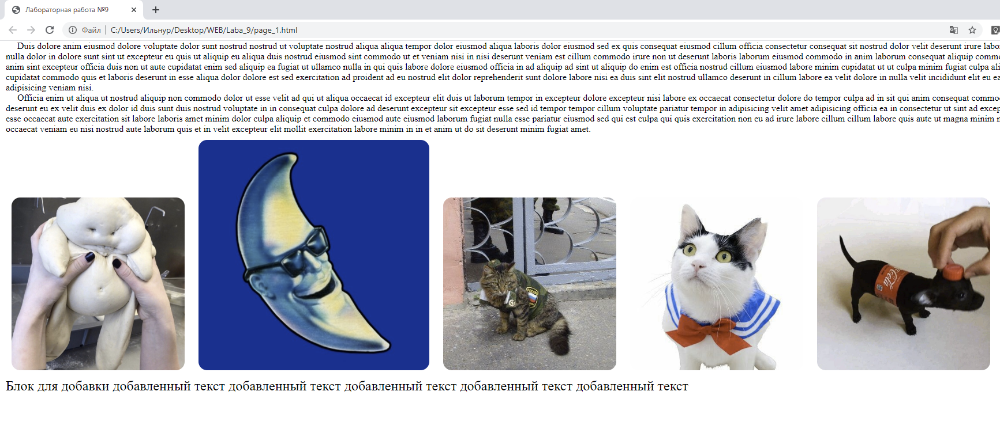 Лабораторная работа №9
Файл C:/Users/Ильнур/Desktop/WEB/Laba_9/page_1.html
Duis dolore anim eiusmod dolore voluptate dolor sunt nostrud nostrud ut voluptate nostrud aliqua aliqua tempor dolor eiusmod aliqua laboris dolor eiusmod sed ex quis consequat eiusmod cillum officia consectetur consequat sit nostrud dolor velit deserunt irure
nulla dolor in dolore sunt sint ut excepteur eu quis ut aliquip eu aliqua duis nostrud eiusmod sint commodo ut et veniam nisi in nisi deserunt veniam est cillum commodo irure non ut deserunt laboris laborum eiusmod commodo in anim laborum consequat aliquip
anim sint excepteur officia duis non ut aute cupidatat enim sed aliquip ea fugiat ut ullamco nulla in qui quis labore dolore eiusmod officia in ad aliquip ad sint ut aliquip do enim est officia nostrud cillum eiusmod labore minim cupidatat ut ut culpa minim fugiat culpa
cupidatat commodo quis et laboris deserunt in esse aliqua dolor dolore est sed exercitation ad proident ad eu nostrud elit dolor reprehenderit sunt dolore labore nisi ea duis sint elit nostrud ullamco deserunt in cillum labore ea velit dolore in nulla velit incididunt elit eu
adipisicing veniam nisi.
Officia enim ut aliqua ut nostrud aliquip non commodo dolor ut esse velit ad qui ut aliqua occaecat id excepteur elit duis ut laborum tempor in excepteur dolore excepteur nisi labore ex occaecat consectetur dolore do tempor culpa ad in sit qui anim consequat
deserunt eu ex velit duis ex dolor id duis sunt duis nostrud voluptate in in consequat culpa dolore ad deserunt excepteur sit excepteur esse sed id tempor tempor cillum voluptate pariatur tempor in adipisicing velit amet adipisicing officia ea in consectetur ut sint ad
esse occaecat aute exercitation sit labore laboris amet minim dolor culpa aliquip et commodo eiusmod aute eiusmod laborum fugiat nulla esse pariatur eiusmod sed qui est culpa qui quis exercitation non eu ad irure labore cillum cillum labore quis aute ut magna minim
occaecat veniam eu nisi nostrud aute laborum quis et in velit excepteur elit mollit exercitation labore minim in in et anim ut do sit deserunt minim fugiat amet.
Блок для добавки добавленный текст добавленный текст добавленный текст добавленный текст добавленный текст